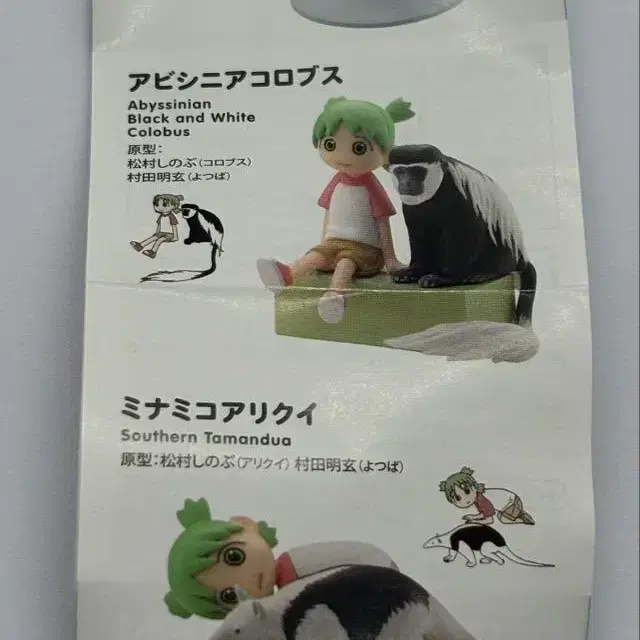 アビシニアコロブス
Abyssinian
Black and White
Colobus
原型：
松村しのぶ（コロブス）
村田明玄（よつば）
ミナミコアリクイ
Southern Tamandua
原型：松村しのぶ（アリクイ） 村田明玄（よつば）